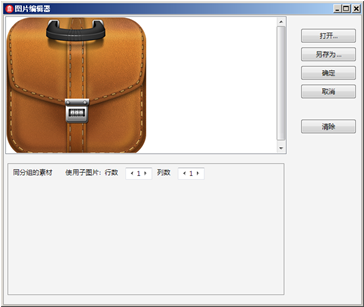 图片编辑器
打开...
另存为...
确定
取消
清除
同分组的素材 使用子图片: 行数 1 列数 1